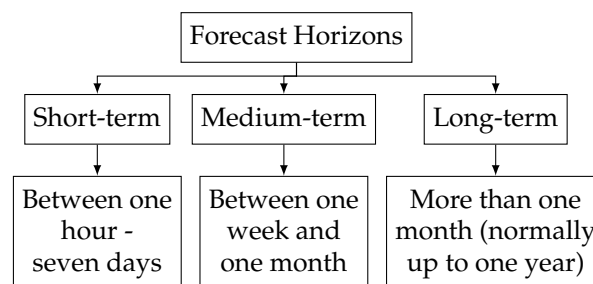 Forecast Horizons
Short-term
Medium-term
Long-term
Between one
hour -
seven days
Between one
week and
one month
More than one
month (normally
up to one year)